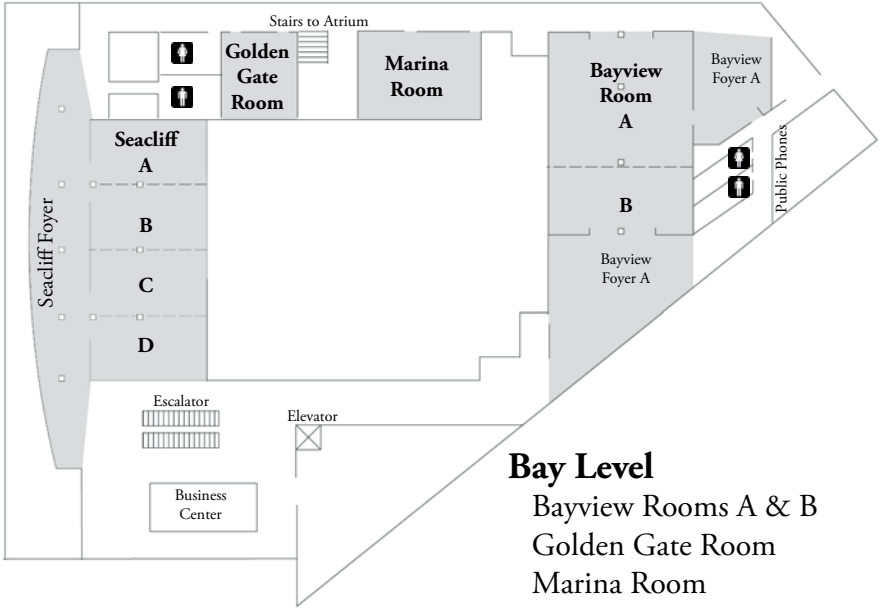 Stairs to Atrium
Golden
Gate
Room
Marina
Room
Bayview
Room
A
Bayview
Foyer A
Seacliff
A
Public Phones
B
B
Seacliff Foyer
C
Bayview
Foyer A
D
Escalator
Elevator
Business
Center
Bay Level
Bayview Rooms A & B
Golden Gate Room
Marina Room